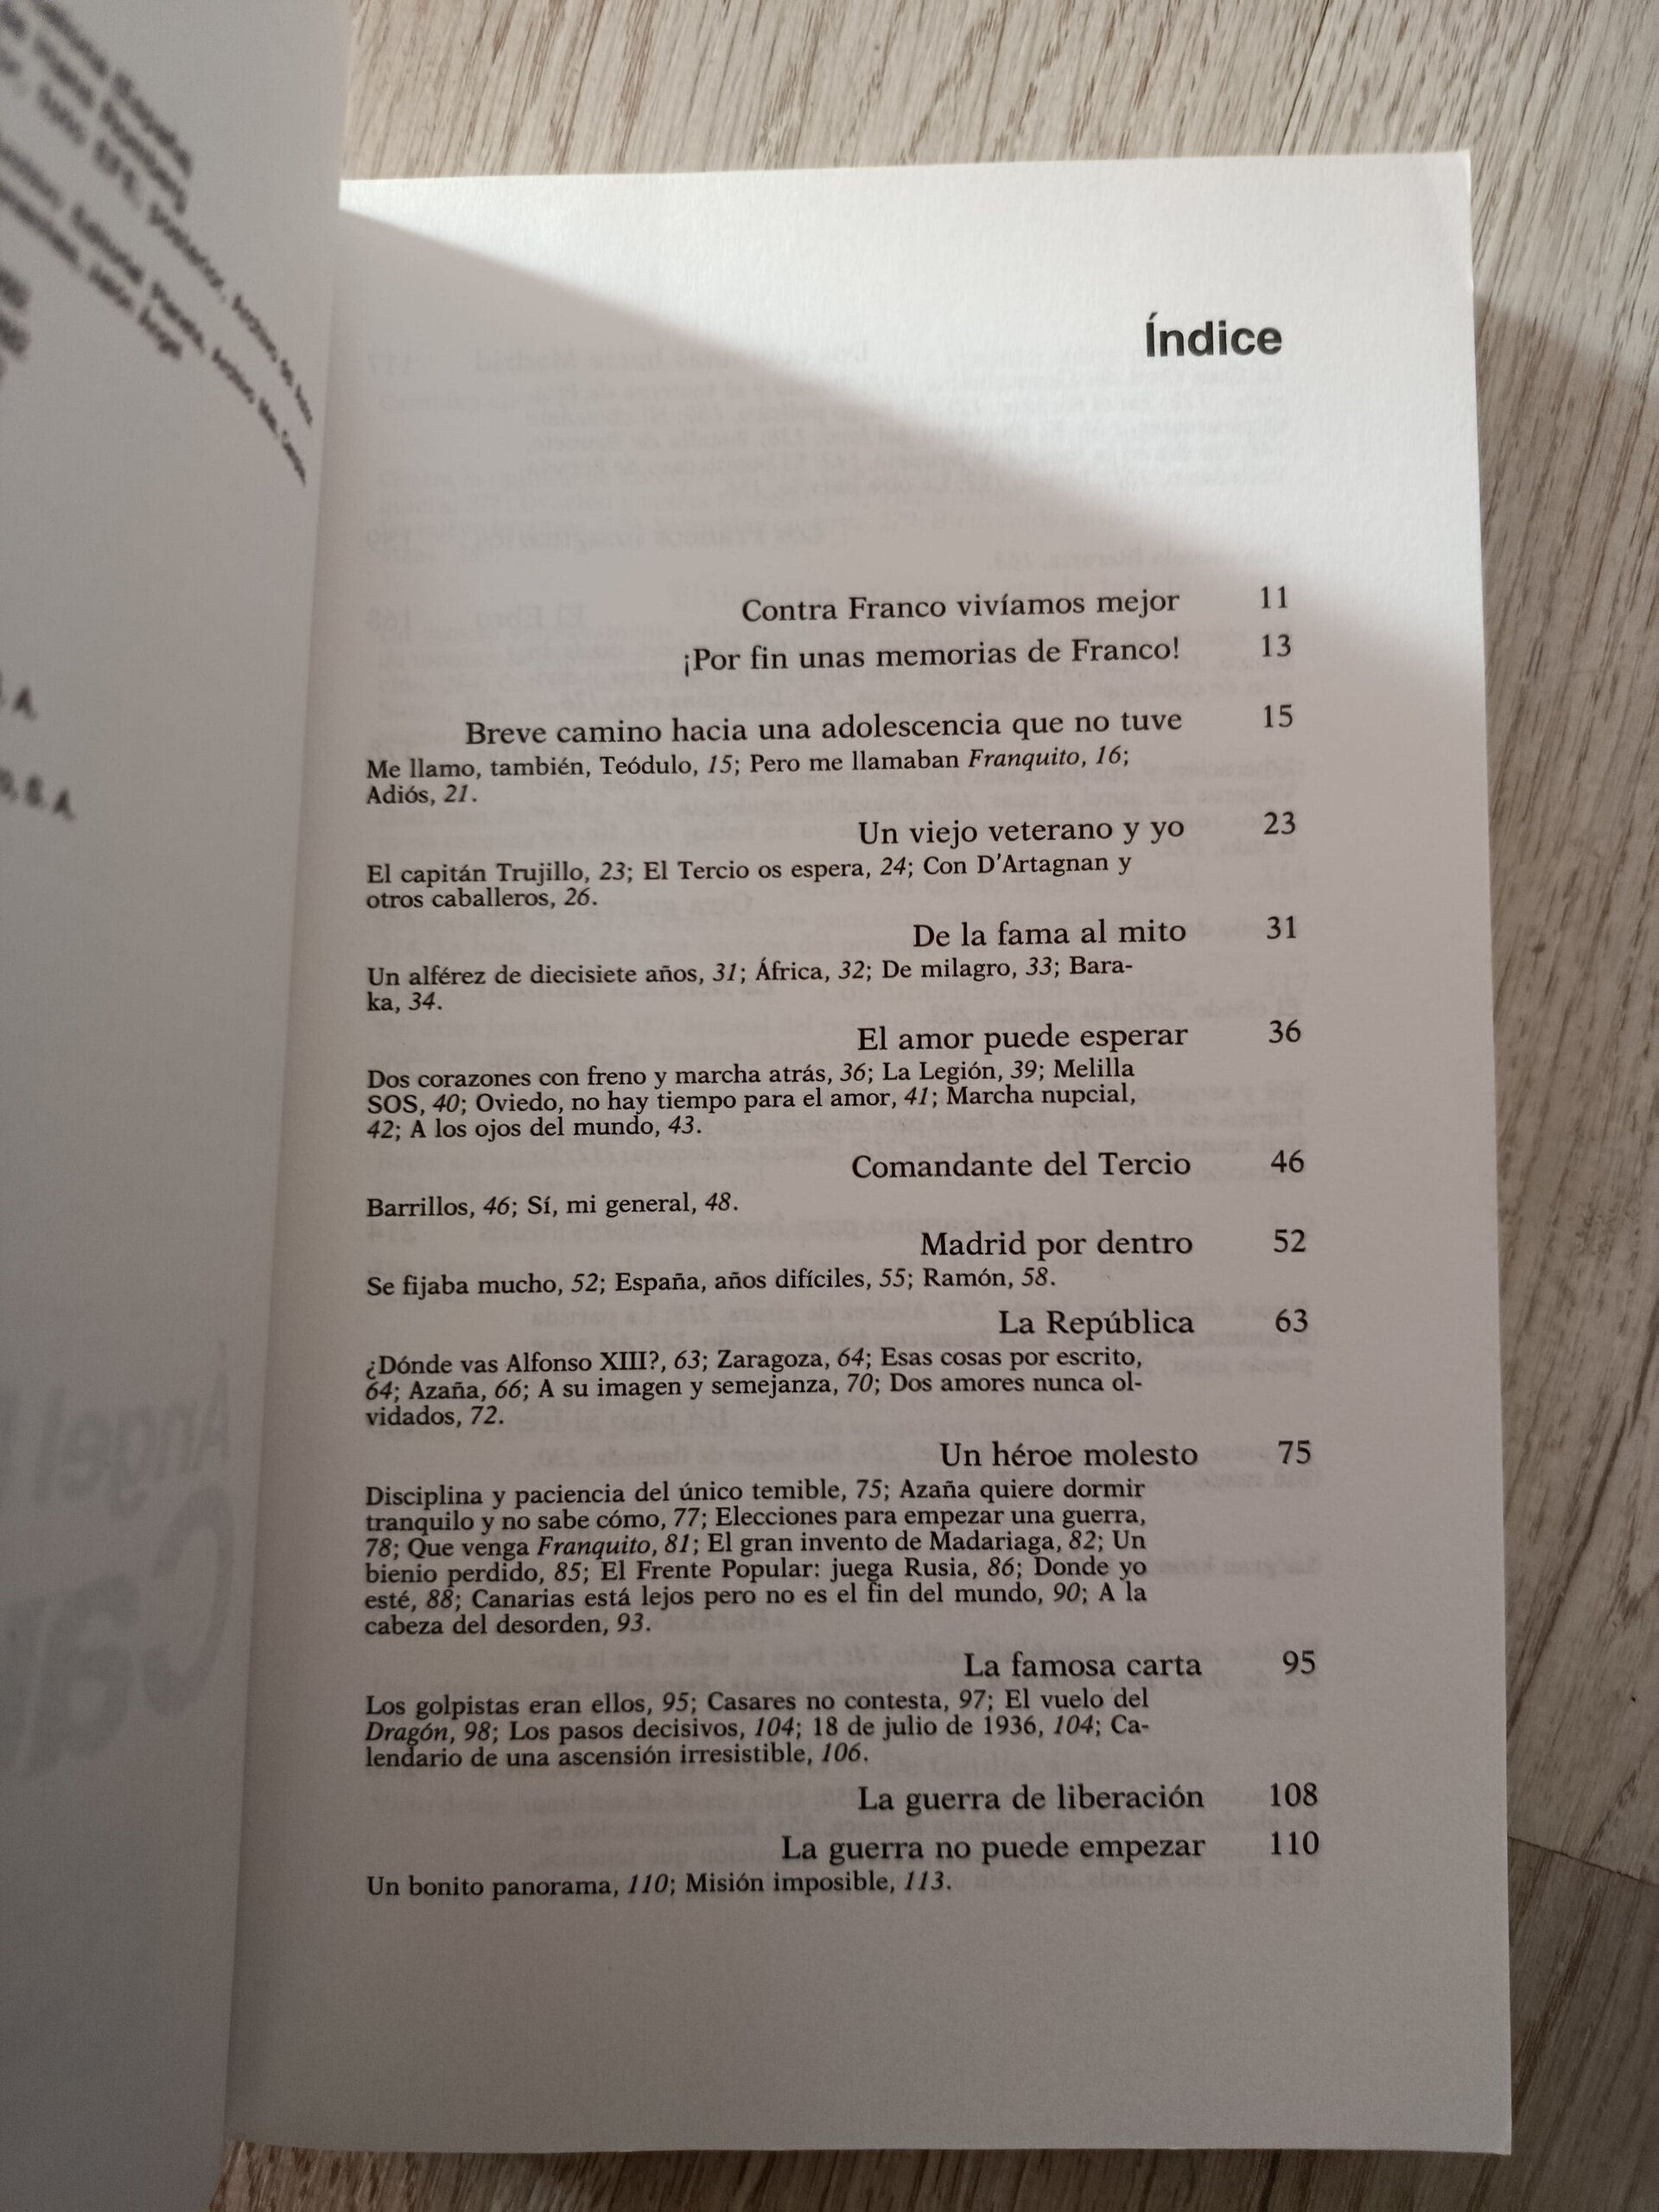 Índice
Contra Franco vivíamos mejor 11
¡Por fin unas memorias de Franco! 13
Breve camino hacia una adolescencia que no tuve 15
Me llamo, también, Teódulo, 15; Pero me llamaban Franquito, 16;
Adiós, 21.
Un viejo veterano y yo 23
El capitán Trujillo, 23; El Tercio os espera, 24; Con D'Artagnan y
otros caballeros, 26.
De la fama al mito 31
Un alférez de diecisiete años, 31; África, 32; De milagro, 33; Bara-
ka, 34.
El amor puede esperar 36
Dos corazones con freno y marcha atrás, 36; La Legión, 39; Melilla
SOS, 40; Oviedo, no hay tiempo para el amor, 41; Marcha nupcial,
42; A los ojos del mundo, 43.
Comandante del Tercio 46
Barrillos, 46; Sí, mi general, 48.
Madrid por dentro 52
Se fijaba mucho, 52; España, años difíciles, 55; Ramón, 58.
La República 63
¿Dónde vas Alfonso XIII?, 63; Zaragoza, 64; Esas cosas por escrito,
64; Azaña, 66; A su imagen y semejanza, 70; Dos amores nunca ol-
vidados, 72.
Un héroe molesto 75
Disciplina y paciencia del único temible, 75; Azaña quiere dormir
tranquilo y no sabe cómo, 77; Elecciones para empezar una guerra,
78; Que venga Franquito, 81; El gran invento de Madariaga, 82; Un
bienio perdido, 85; El Frente Popular: juega Rusia, 86; Donde yo
esté, 88; Canarias está lejos pero no es el fin del mundo, 90; A la
cabeza del desorden, 93.
La famosa carta 95
Los golpistas eran ellos, 95; Casares no contesta, 97; El vuelo del
Dragón, 98; Los pasos decisivos, 104; 18 de julio de 1936, 104; Ca-
lendario de una ascensión irresistible, 106.
La guerra de liberación 108
La guerra no puede empezar 110
Un bonito panorama, 110; Misión imposible, 113.